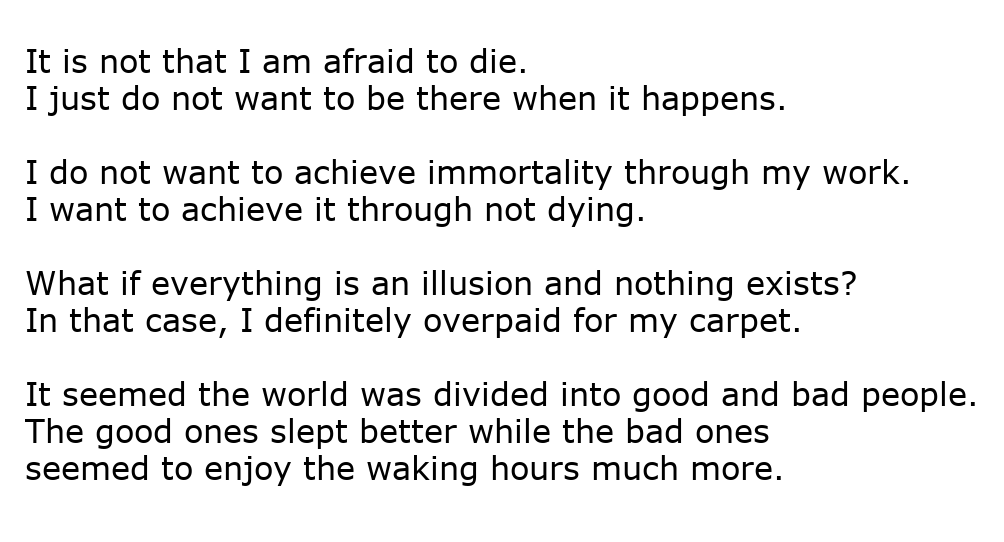 It is not that I am afraid to die.
I just do not want to be there when it happens.
I do not want to achieve immortality through my work.
I want to achieve it through not dying.
What if everything is an illusion and nothing exists?
In that case, I definitely overpaid for my carpet.
It seemed the world was divided into good and bad people.
The good ones slept better while the bad ones
seemed to enjoy the waking hours much more.